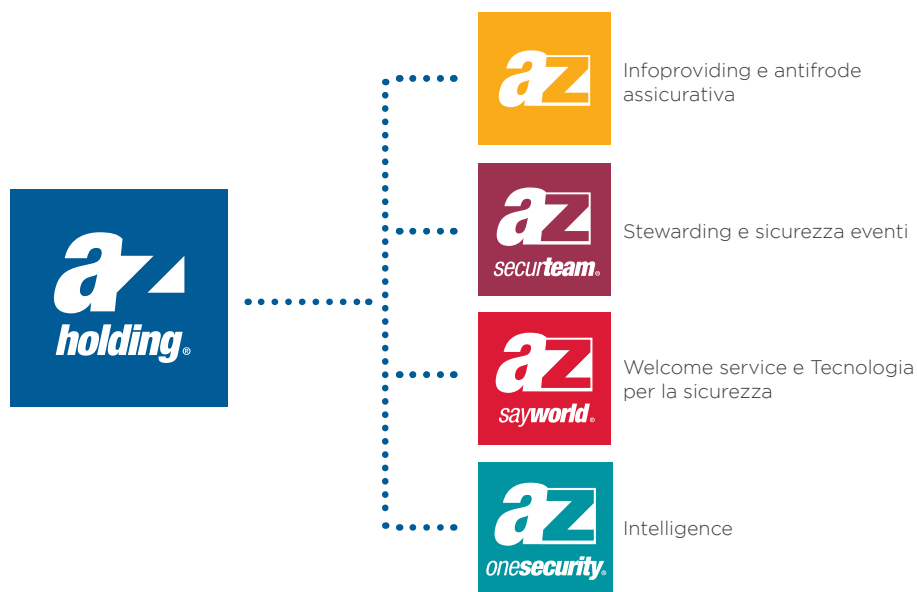 az
holding®
az
Infoproviding e antifrode
assicurativa
az
securteam®
Stewarding e sicurezza eventi
az
sayworld®
Welcome service e Tecnologia
per la sicurezza
az
onesecurity®
Intelligence